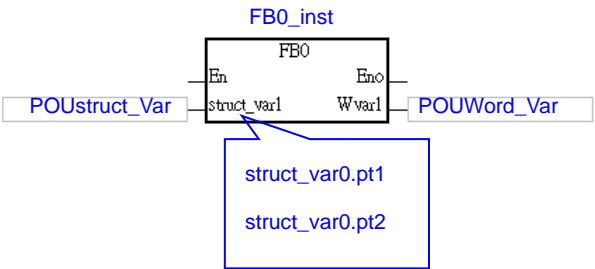 FB0_inst
FB0
En Eno
POUstruct_Var struct_var1 Wvar1 POUWord_Var
struct_var0.pt1
struct_var0.pt2